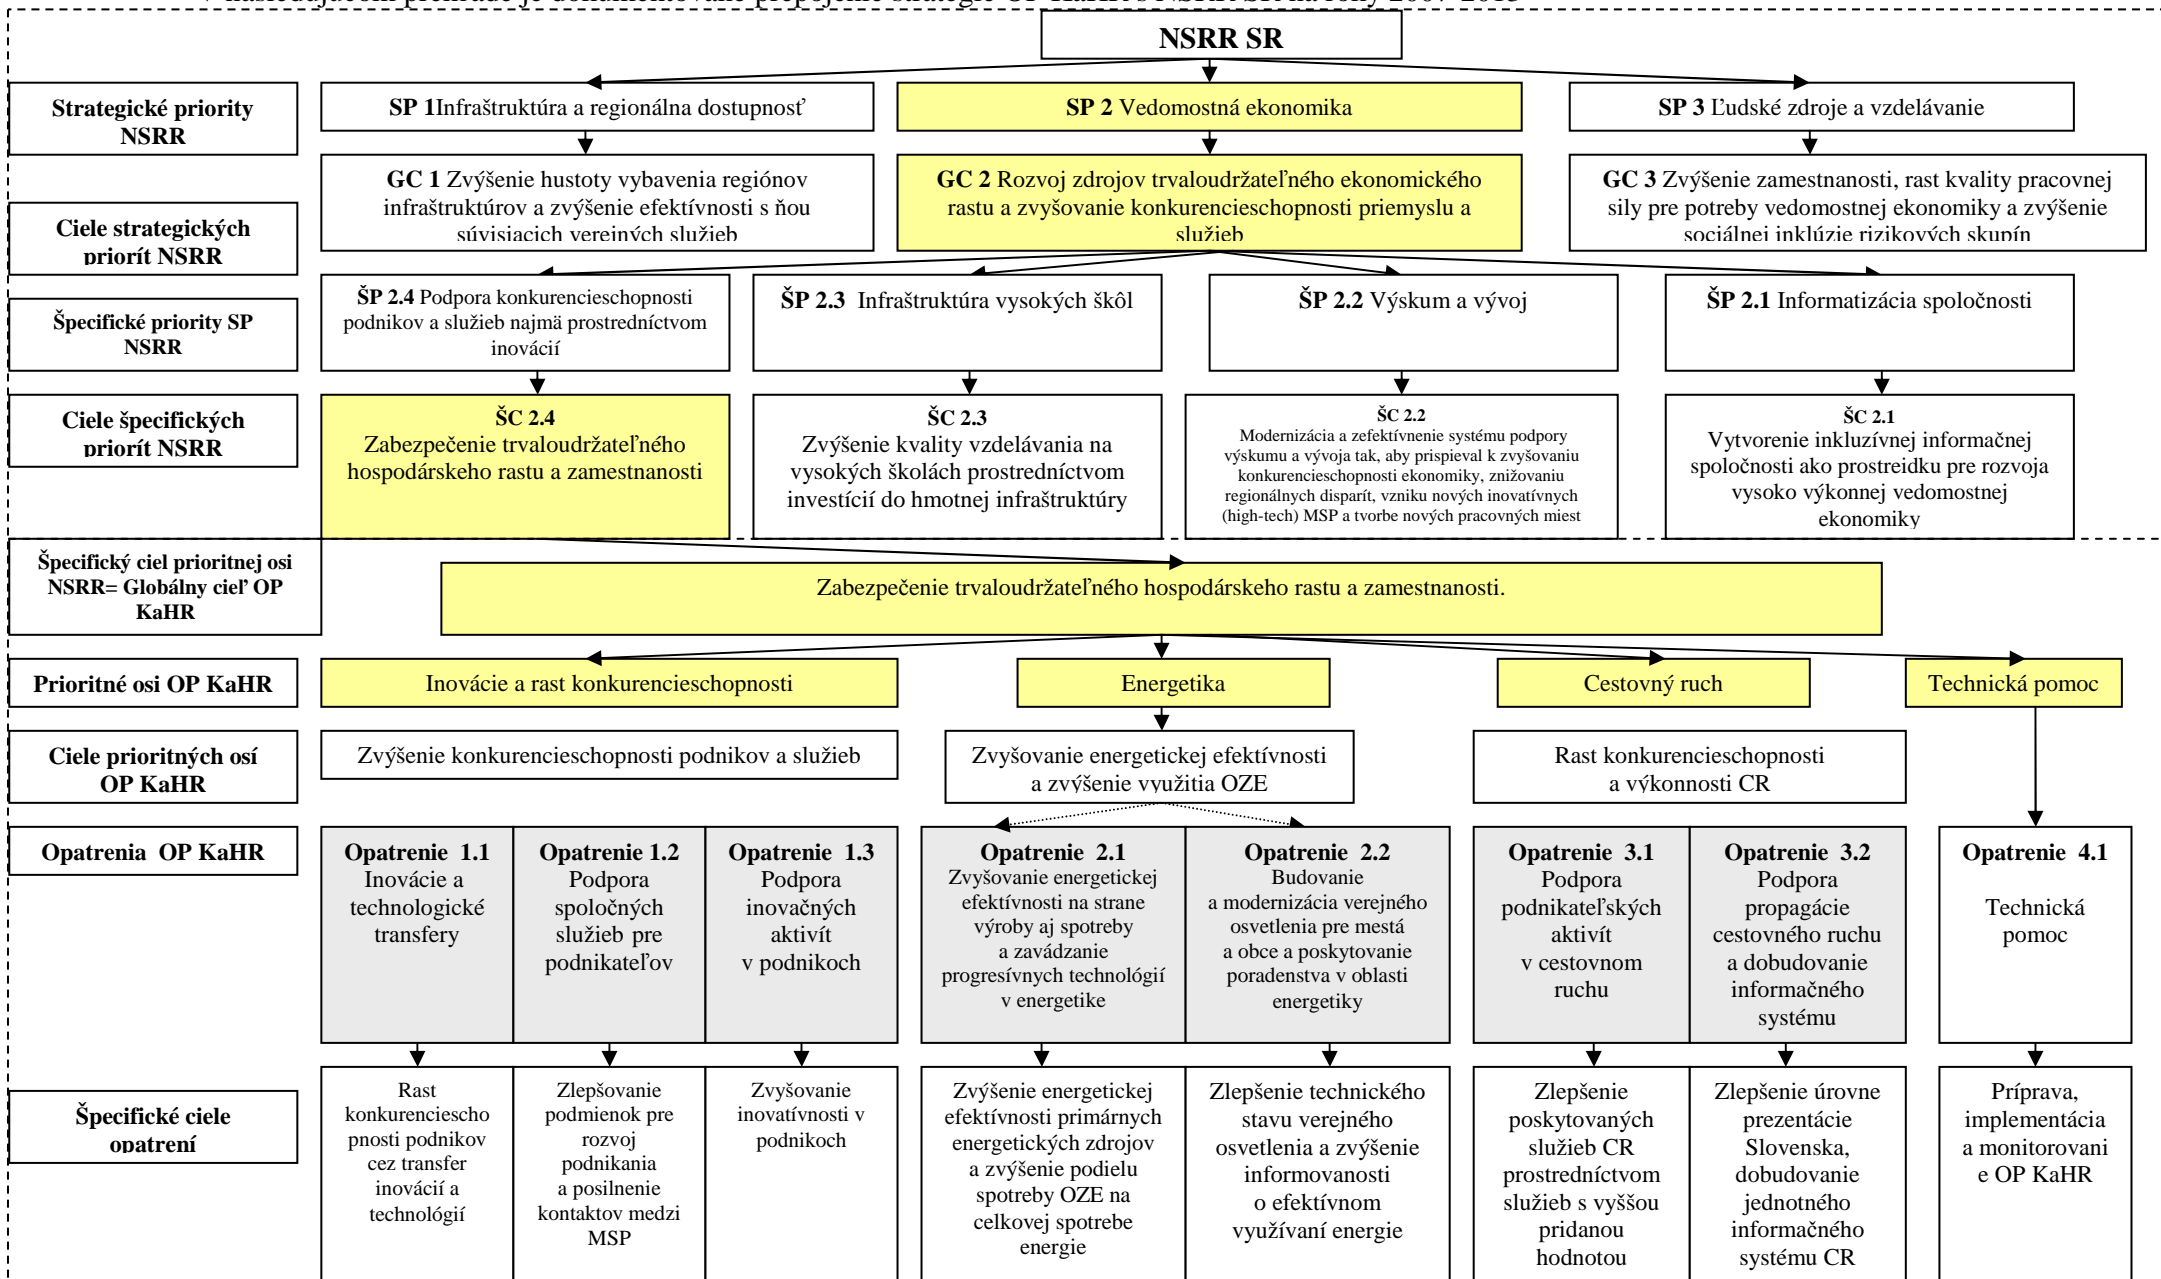 v nasledujúcom prehľade je dokumentované prepojenie stratégie OP KaHR s NSRR SR na roky 2007-2013
NSRR SR
Strategické priority
NSRR
SP 1Infraštruktúra a regionálna dostupnosť
SP 2 Vedomostná ekonomika
SP 3 Ľudské zdroje a vzdelávanie
Ciele strategických
priorít NSRR
GC 1 Zvýšenie hustoty vybavenia regiónov
infraštruktúrov a zvýšenie efektívnosti s ňou
súvisiacich verejných služieb
GC 2 Rozvoj zdrojov trvaloudržateľného ekonomického
rastu a zvyšovanie konkurencieschopnosti priemyslu a
služieb
GC 3 Zvýšenie zamestnanosti, rast kvality pracovnej
sily pre potreby vedomostnej ekonomiky a zvýšenie
sociálnej inklúzie rizikových skupín
Špecifické priority SP
NSRR
ŠP 2.4 Podpora konkurencieschopnosti
podnikov a služieb najmä prostredníctvom
inovácií
ŠP 2.3 Infraštruktúra vysokých škôl
ŠP 2.2 Výskum a vývoj
ŠP 2.1 Informatizácia spoločnosti
Ciele špecifických
priorít NSRR
ŠC 2.4
Zabezpečenie trvaloudržateľného
hospodárskeho rastu a zamestnanosti
ŠC 2.3
Zvýšenie kvality vzdelávania na
vysokých školách prostredníctvom
investícií do hmotnej infraštruktúry
ŠC 2.2
Modernizácia a zefektívnenie systému podpory
výskumu a vývoja tak, aby prispieval k zvyšovaniu
konkurencieschopnosti ekonomiky, znižovaniu
regionálnych disparít, vzniku nových inovatívnych
(high-tech) MSP a tvorbe nových pracovných miest
ŠC 2.1
Vytvorenie inkluzívnej informačnej
spoločnosti ako prostreidku pre rozvoja
vysoko výkonnej vedomostnej
ekonomiky
Špecifický ciel prioritnej osi
NSRR= Globálny cieľ OP
KaHR
Zabezpečenie trvaloudržateľného hospodárskeho rastu a zamestnanosti.
Prioritné osi OP KaHR
Inovácie a rast konkurencieschopnosti
Energetika
Cestovný ruch
Technická pomoc
Ciele prioritných osí
OP KaHR
Zvýšenie konkurencieschopnosti podnikov a služieb
Zvyšovanie energetickej efektívnosti
a zvýšenie využitia OZE
Rast konkurencieschopnosti
a výkonnosti CR
Opatrenia OP KaHR
Opatrenie 1.1
Inovácie a
technologické
transfery
Opatrenie 1.2
Podpora
spoločných
služieb pre
podnikateľov
Opatrenie 1.3
Podpora
inovačných
aktivít
v podnikoch
Opatrenie 2.1
Zvyšovanie energetickej
efektívnosti na strane
výroby aj spotreby
a zavádzanie
progresívnych technológií
v energetike
Opatrenie 2.2
Budovanie
a modernizácia verejného
osvetlenia pre mestá
a obce a poskytovanie
poradenstva v oblasti
energetiky
Opatrenie 3.1
Podpora
podnikateľských
aktivít
v cestovnom
ruchu
Opatrenie 3.2
Podpora
propagácie
cestovného ruchu
a dobudovanie
informačného
systému
Opatrenie 4.1
Technická
pomoc
Špecifické ciele
opatrení
Rast
konkurenciescho
pnosti podnikov
cez transfer
inovácií a
technológií
Zlepšovanie
podmienok pre
rozvoj
podnikania
a posilnenie
kontaktov medzi
MSP
Zvyšovanie
inovatívnosti v
podnikoch
Zvýšenie energetickej
efektívnosti primárnych
energetických zdrojov
a zvýšenie podielu
spotreby OZE na
celkovej spotrebe
energie
Zlepšenie technického
stavu verejného
osvetlenia a zvýšenie
informovanosti
o efektívnom
využívaní energie
Zlepšenie
poskytovaných
služieb CR
prostredníctvom
služieb s vyššou
pridanou
hodnotou
Zlepšenie úrovne
prezentácie
Slovenska,
dobudovanie
jednotného
informačného
systému CR
Príprava,
implementácia
a monitorovani
e OP KaHR